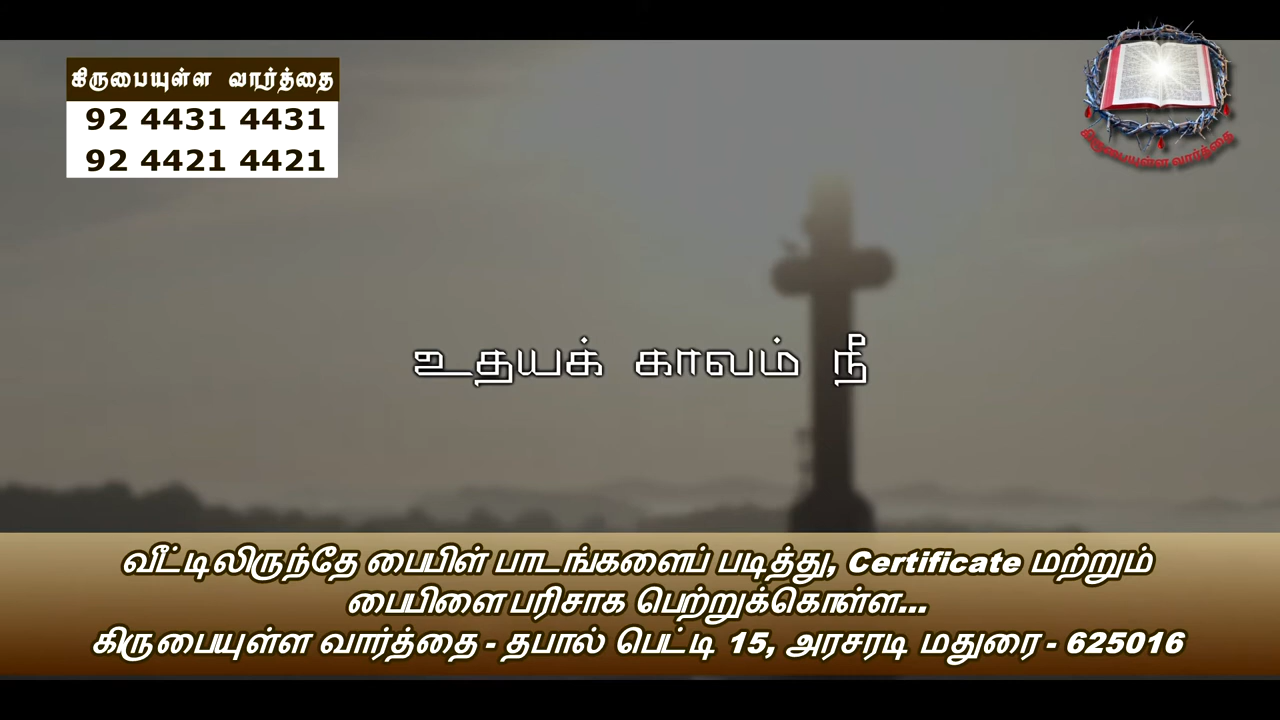 கிருபையுள்ள வார்த்தை
92 4431 4431
92 4421 4421
கிருபையுள்ள வார்த்தை
உதயக் காலம் நீ
வீட்டிலிருந்தே பைபிள் பாடங்களைப் படித்து, Certificate மற்றும்
பைபிளை பரிசாக பெற்றுக்கொள்ள...
கிருபையுள்ள வார்த்தை - தபால் பெட்டி 15, அரசரடி மதுரை - 625016